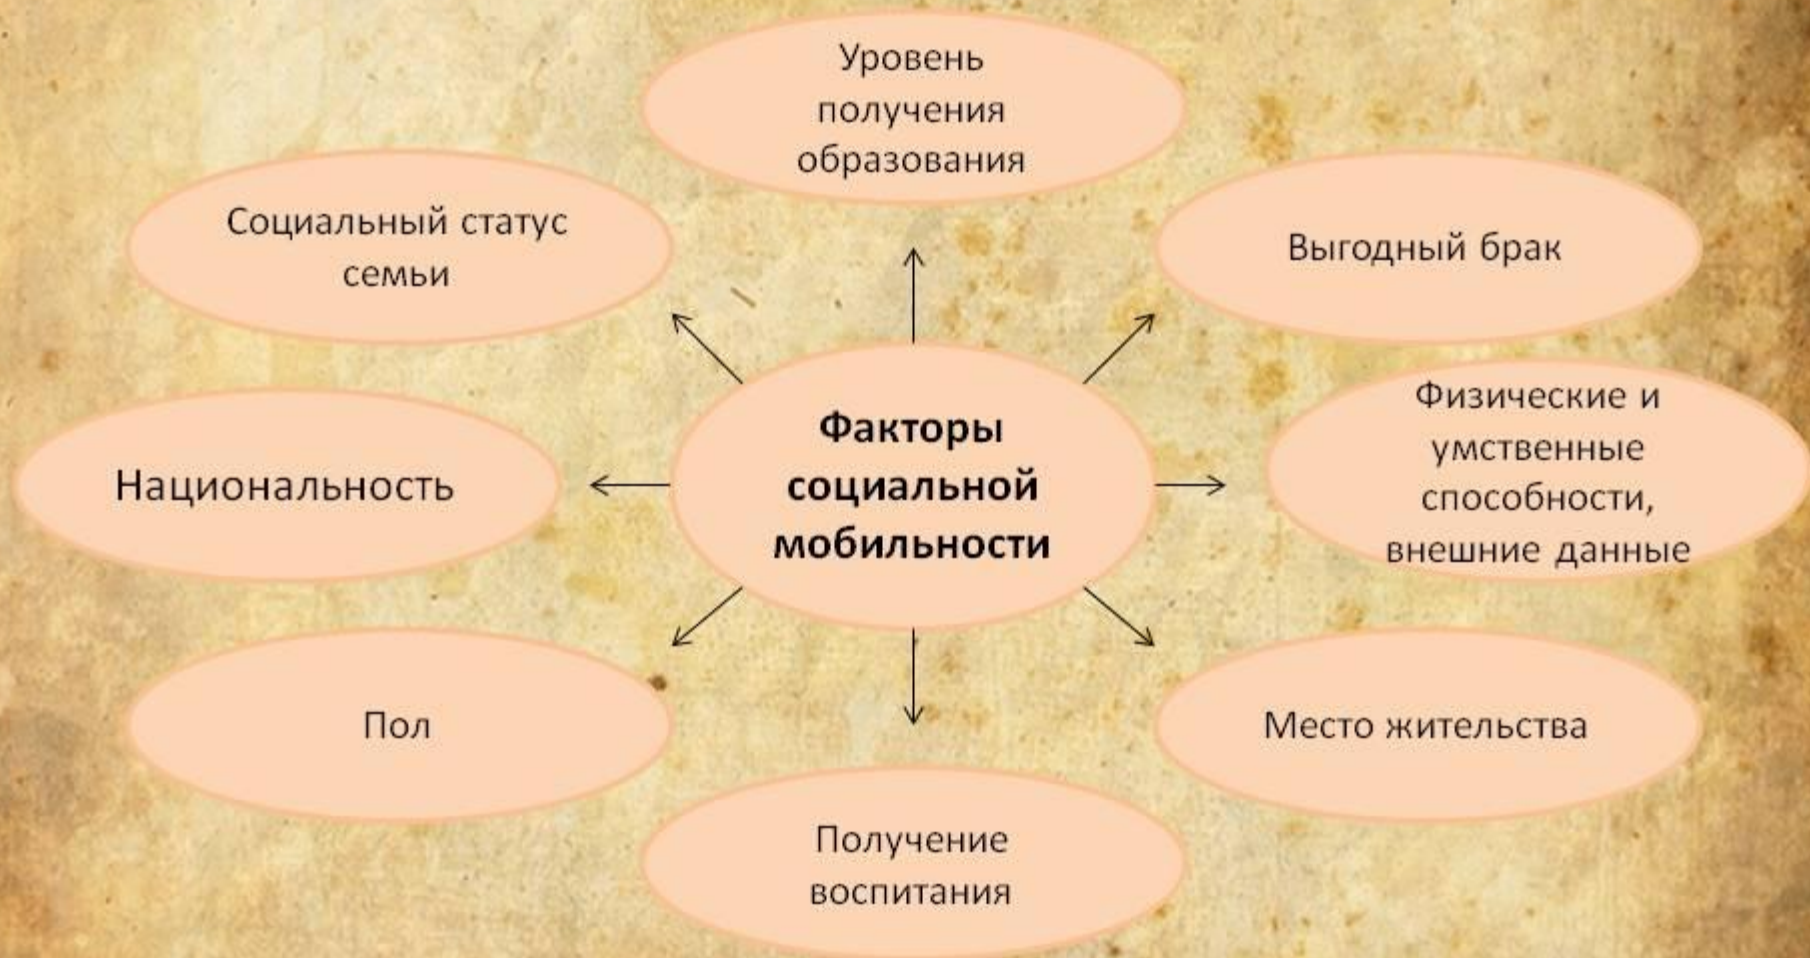 Уровень
получения
образования
Социальный статус
семьи
Выгодный брак
Физические и
умственные
способности,
внешние данные
Факторы
социальной
мобильности
Национальность
Пол
Место жительства
Получение
воспитания